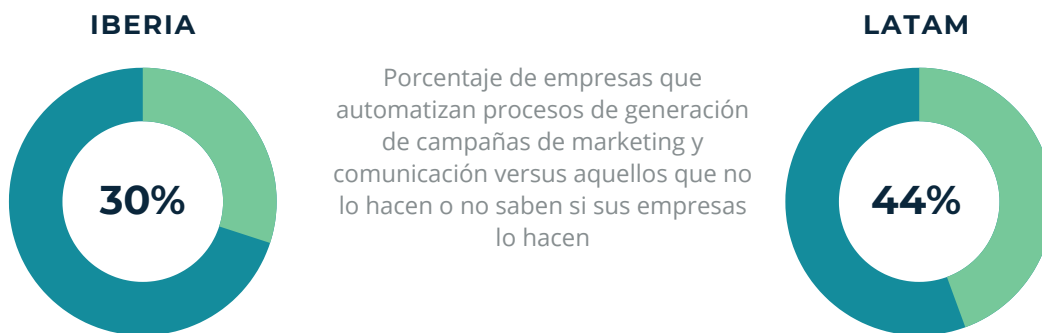 IBERIA
30%
Porcentaje de empresas que
automatizan procesos de generación
de campañas de marketing y
comunicación versus aquellos que no
lo hacen o no saben si sus empresas
lo hacen
LATAM
44%